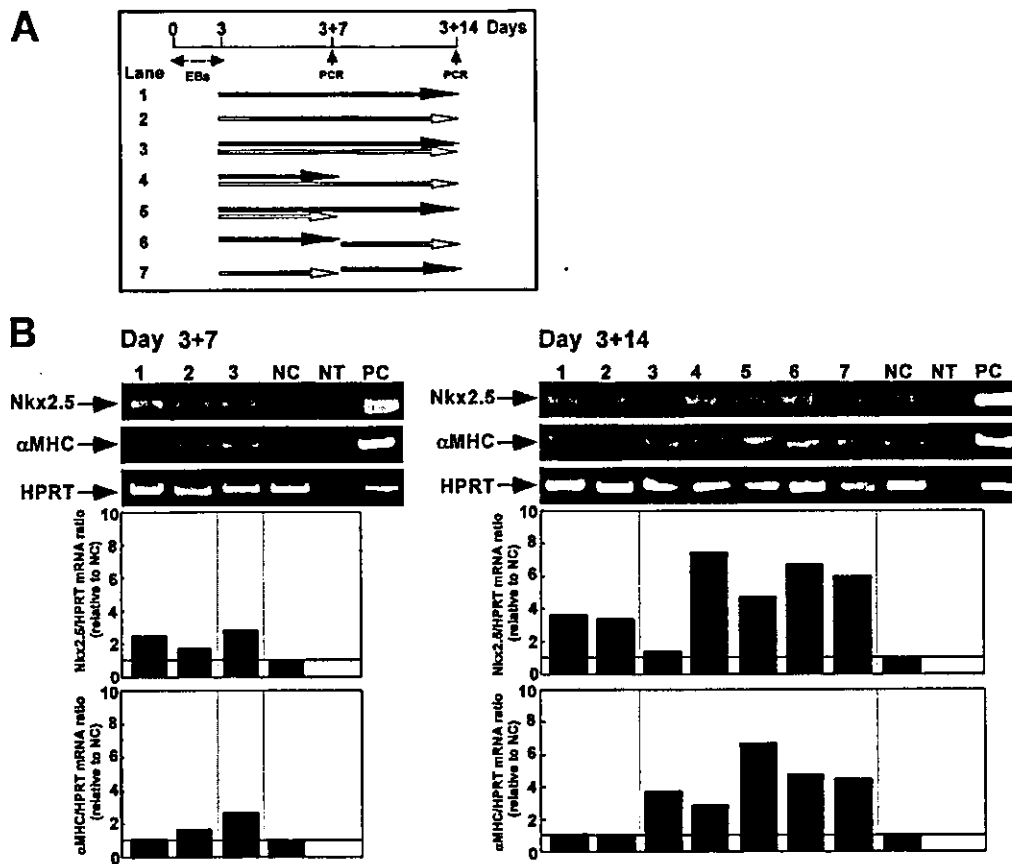 A
0 3 3+7 3+14 Days
EBs PCR PCR
Lane
1
2
3
4
5
6
7
B
Day 3+7
1 2 3 NC NT PC
Nkx2.5
αMHC
HPRT
Nkx2.5/HPRT mRNA ratio
(relative to NC)
10
8
6
4
2
0
αMHC/HPRT mRNA ratio
(relative to NC)
10
8
6
4
2
0
Day 3+14
1 2 3 4 5 6 7 NC NT PC
Nkx2.5
αMHC
HPRT
Nkx2.5/HPRT mRNA ratio
(relative to NC)
10
8
6
4
2
0
αMHC/HPRT mRNA ratio
(relative to NC)
10
8
6
4
2
0